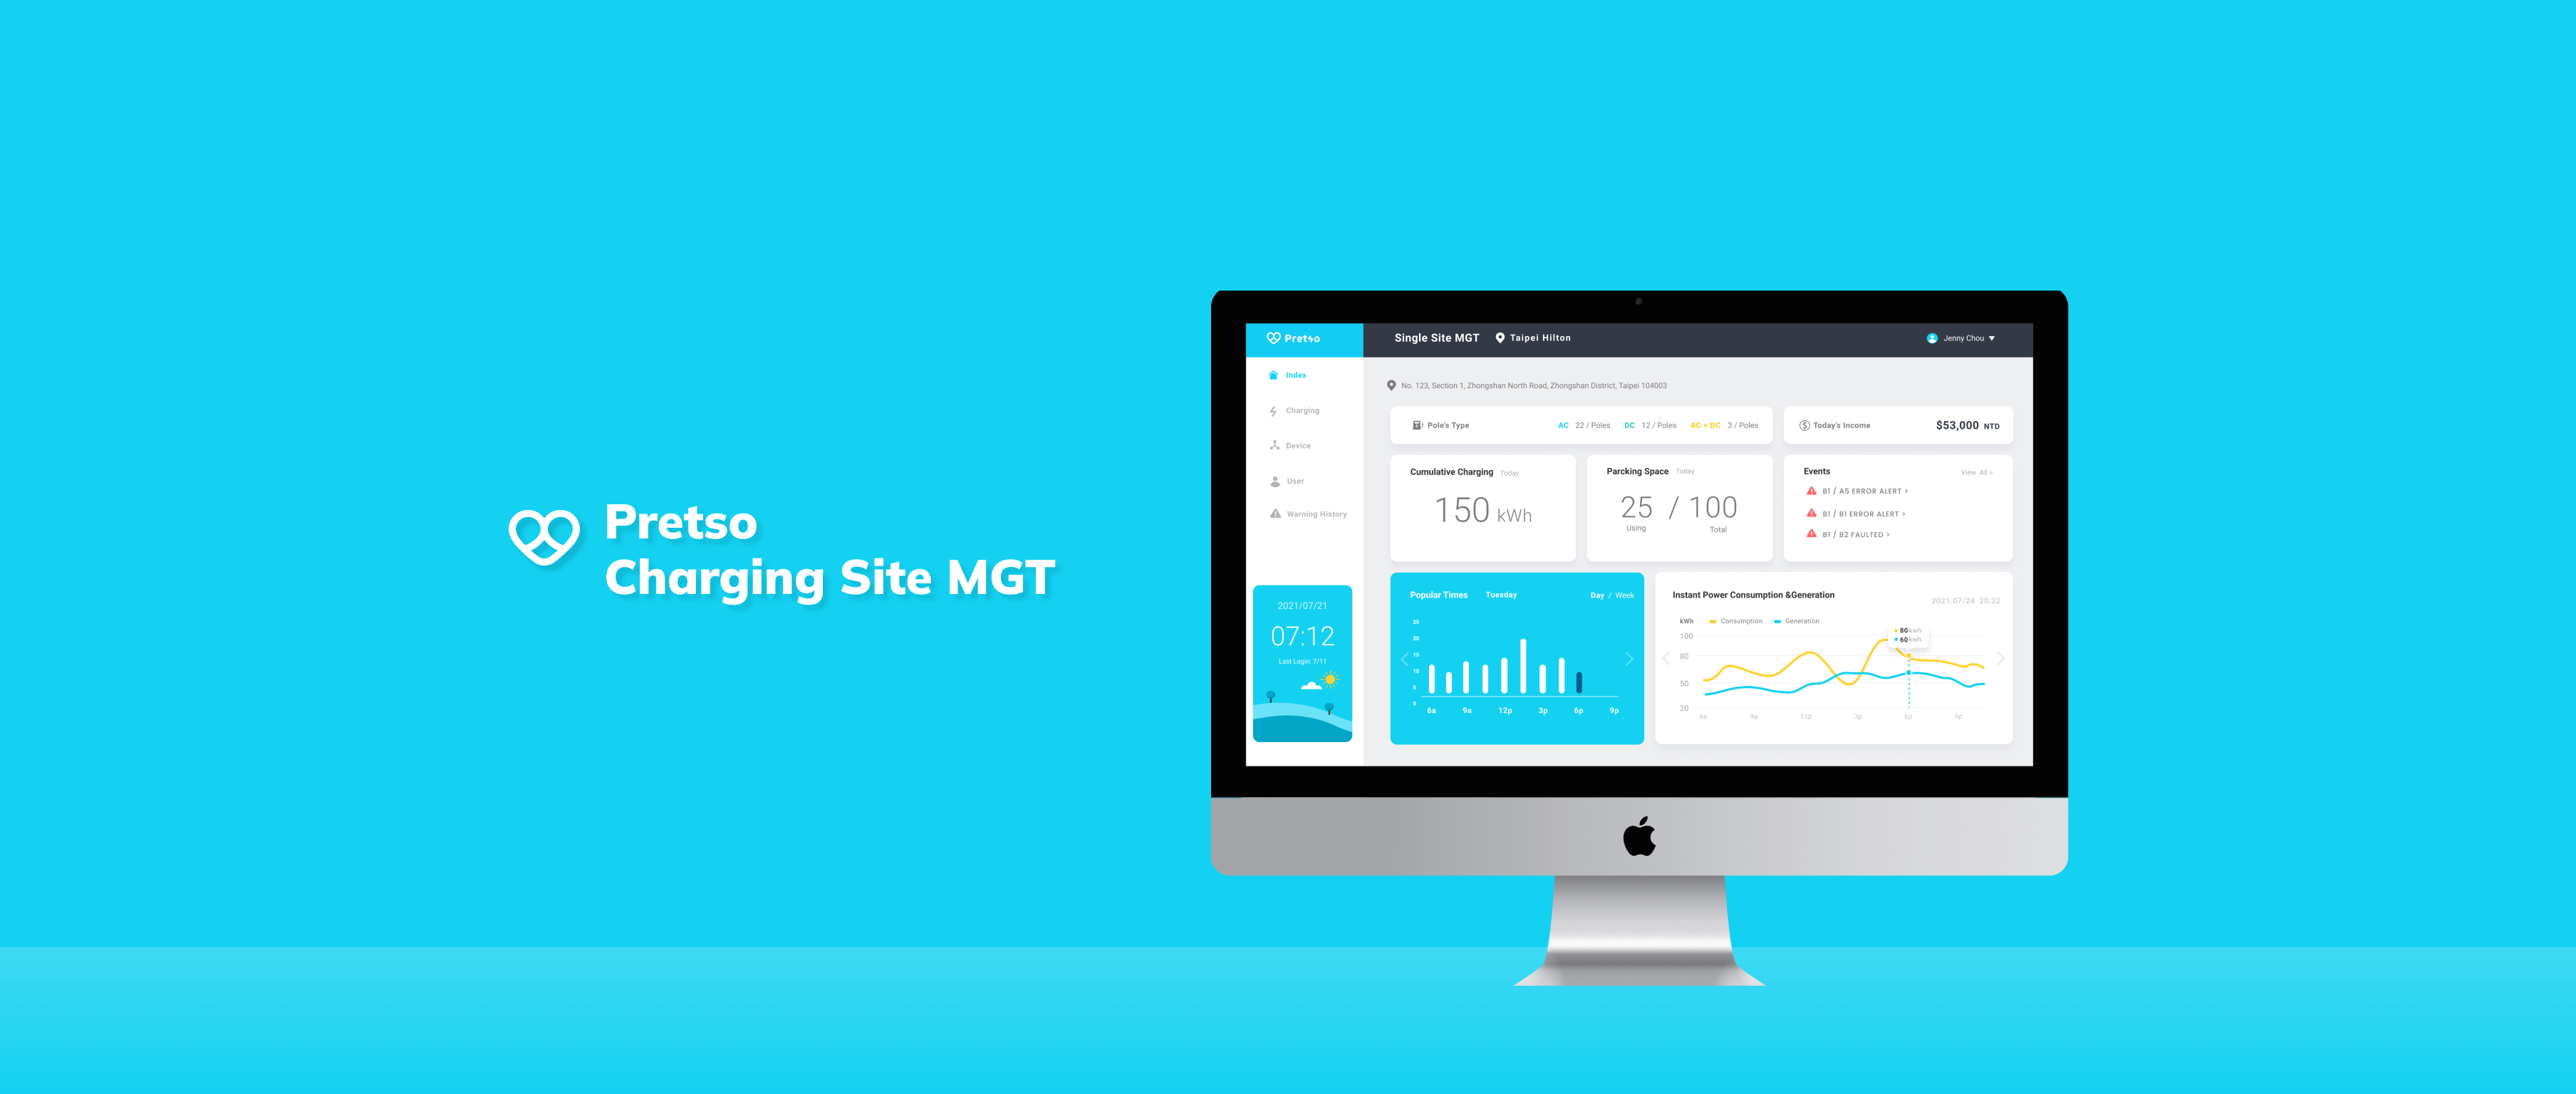 Pretso
Charging Site MGT
Pretso
Single Site MGT
Taipei Hilton
Jenny Chou
Index
Charging
Device
User
Warning History
2021/07/21
07:12
Last Login: 7/11
No. 123, Section 1, Zhongshan North Road, Zhongshan District, Taipei 104003
Pole's Type
AC 22 / Poles DC 12 / Poles AC + DC 3 / Poles
Today's Income
$53,000 NTD
Cumulative Charging Today
150 kWh
Parcking Space Today
25 / 100
Using Total
Events
View All >
B1 / A5 ERROR ALERT >
B1 / B1 ERROR ALERT >
B1 / B2 FAULTED >
Popular Times Tuesday Day / Week
25
20
15
10
5
0
6a 9a 12p 3p 6p 9p
Instant Power Consumption &Generation
2021.07/24 20:22
kWh Consumption Generation
80 kwh
60 kwh
100
80
50
20
6a 9a 12p 3p 6p 9p